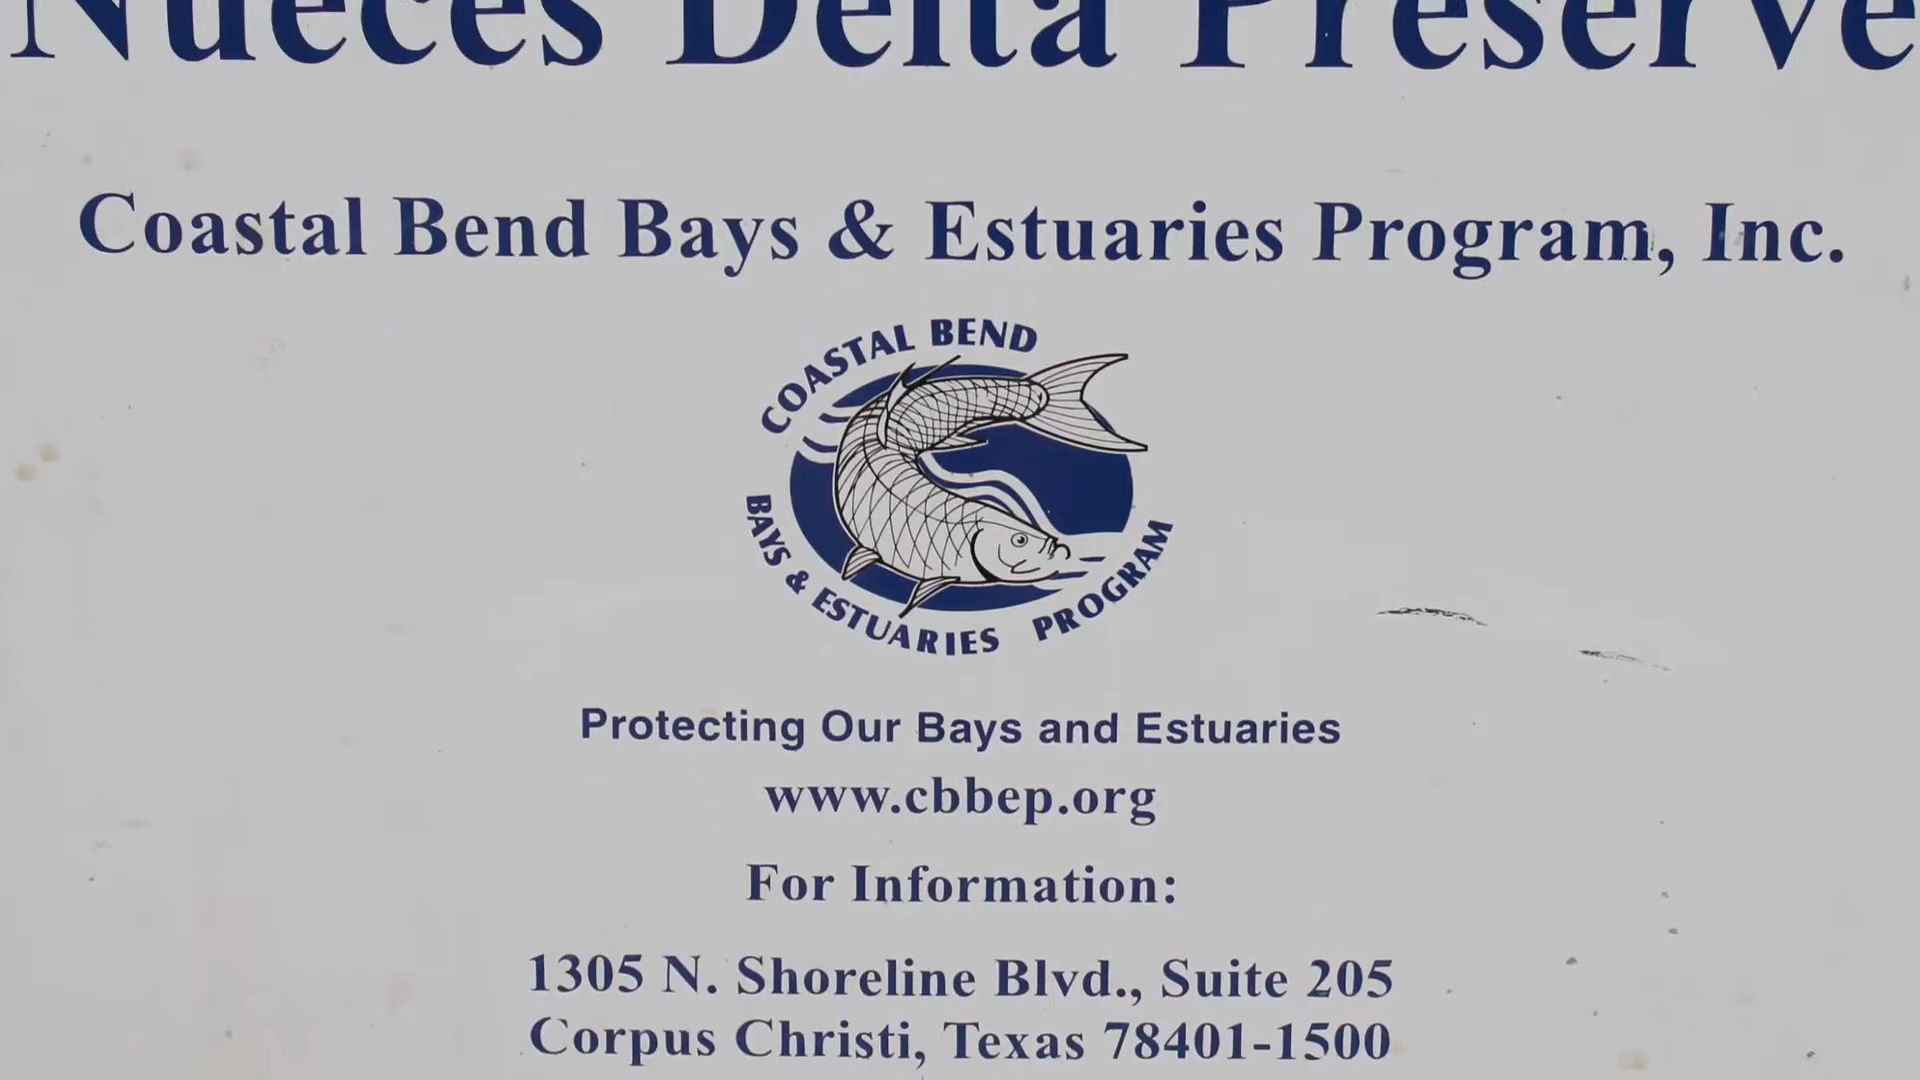 Nueces Delta Preserve
Coastal Bend Bays & Estuaries Program, Inc.
COASTAL BEND
BAYS & ESTUARIES PROGRAM
Protecting Our Bays and Estuaries
www.cbbep.org
For Information:
1305 N. Shoreline Blvd., Suite 205
Corpus Christi, Texas 78401-1500